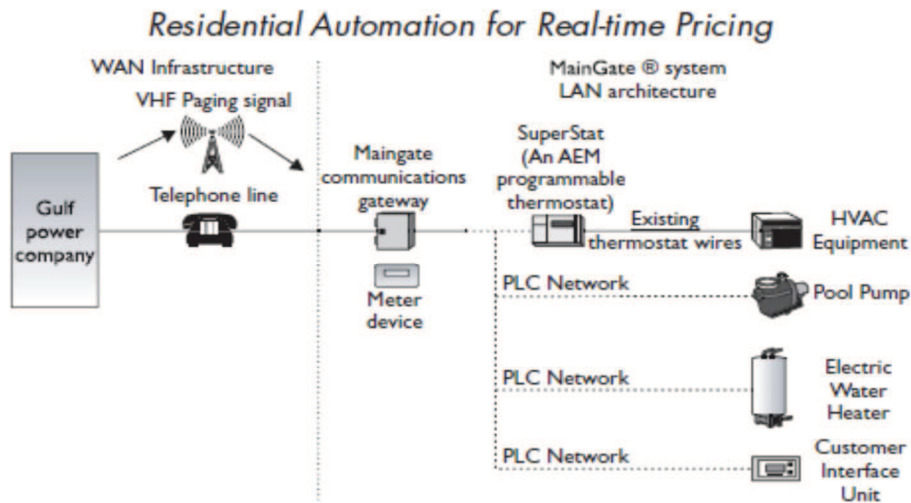 Residential Automation for Real-time Pricing
WAN Infrastructure
MainGate ® system
LAN architecture
VHF Paging signal
SuperStat
(An AEM
programmable
thermostat)
Maingate
communications
gateway
Telephone line
Gulf
power
company
Existing
thermostat wires
HVAC
Equipment
Meter
device
PLC Network
Pool Pump
PLC Network
Electric
Water
Heater
PLC Network
Customer
Interface
Unit